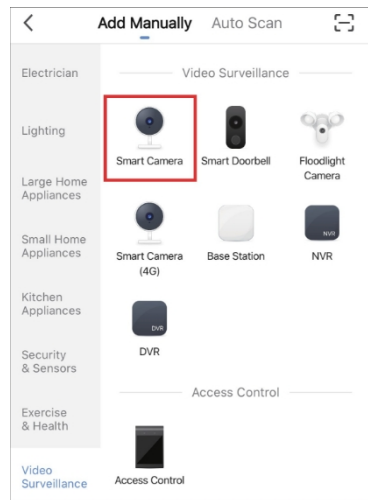 Add Manually Auto Scan
Electrician
Lighting
Large Home
Appliances
Small Home
Appliances
Kitchen
Appliances
Security
& Sensors
Exercise
& Health
Video
Surveillance
Video Surveillance
Smart Camera
Smart Doorbell
Floodlight
Camera
Smart Camera
(4G)
Base Station
NVR
NVR
DVR
DVR
Access Control
Access Control